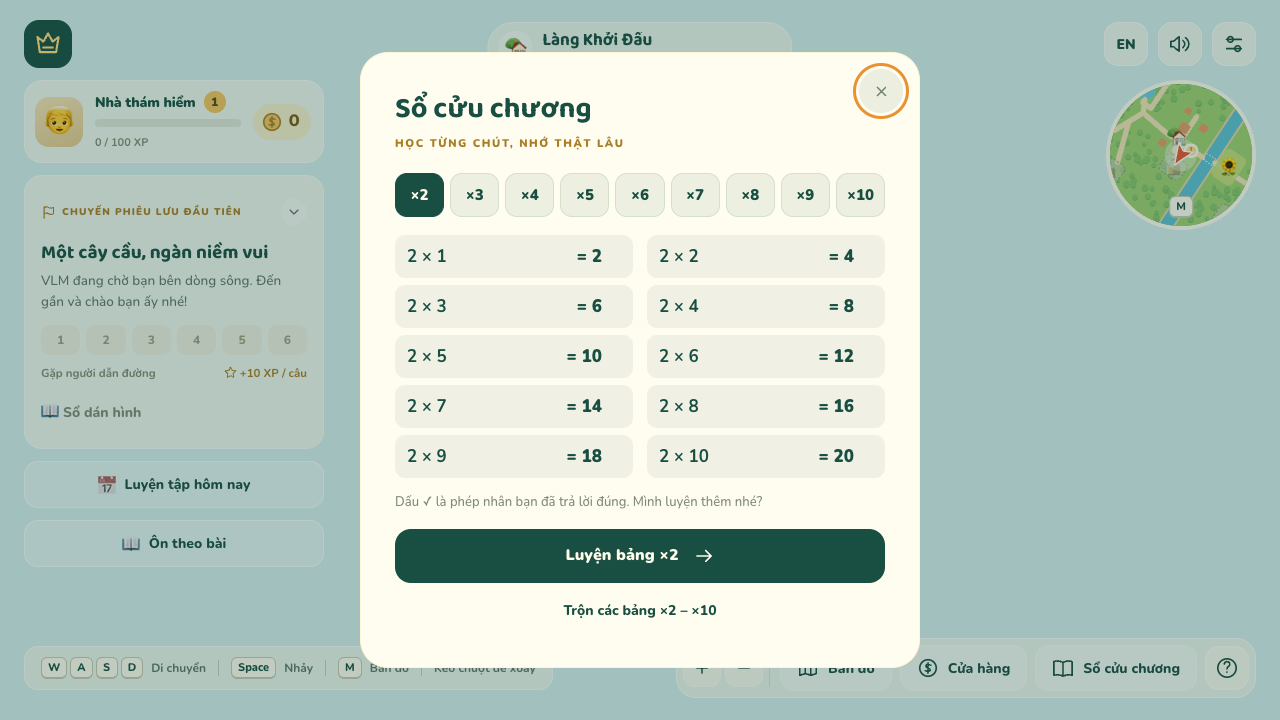 Làng Khởi Đầu
EN
Nhà thám hiểm 1
0 / 100 XP
0
CHUYẾN PHIÊU LƯU ĐẦU TIÊN
Một cây cầu, ngàn niềm vui
VLM đang chờ bạn bên dòng sông. Đến
gần và chào bạn ấy nhé!
1 2 3 4 5 6
Gặp người dẫn đường +10 XP / câu
Sổ dán hình
Luyện tập hôm nay
Ôn theo bài
Sổ cửu chương
HỌC TỪNG CHÚT, NHỚ THẬT LÂU
×2 ×3 ×4 ×5 ×6 ×7 ×8 ×9 ×10
2 × 1 = 2 2 × 2 = 4
2 × 3 = 6 2 × 4 = 8
2 × 5 = 10 2 × 6 = 12
2 × 7 = 14 2 × 8 = 16
2 × 9 = 18 2 × 10 = 20
Dấu ✓ là phép nhân bạn đã trả lời đúng. Mình luyện thêm nhé?
Luyện bảng ×2 →
Trộn các bảng ×2 – ×10
M
W A S D Di chuyển Space Nhảy M Bản đồ Kéo chuột để xoay
Bản đồ Cửa hàng Sổ cửu chương